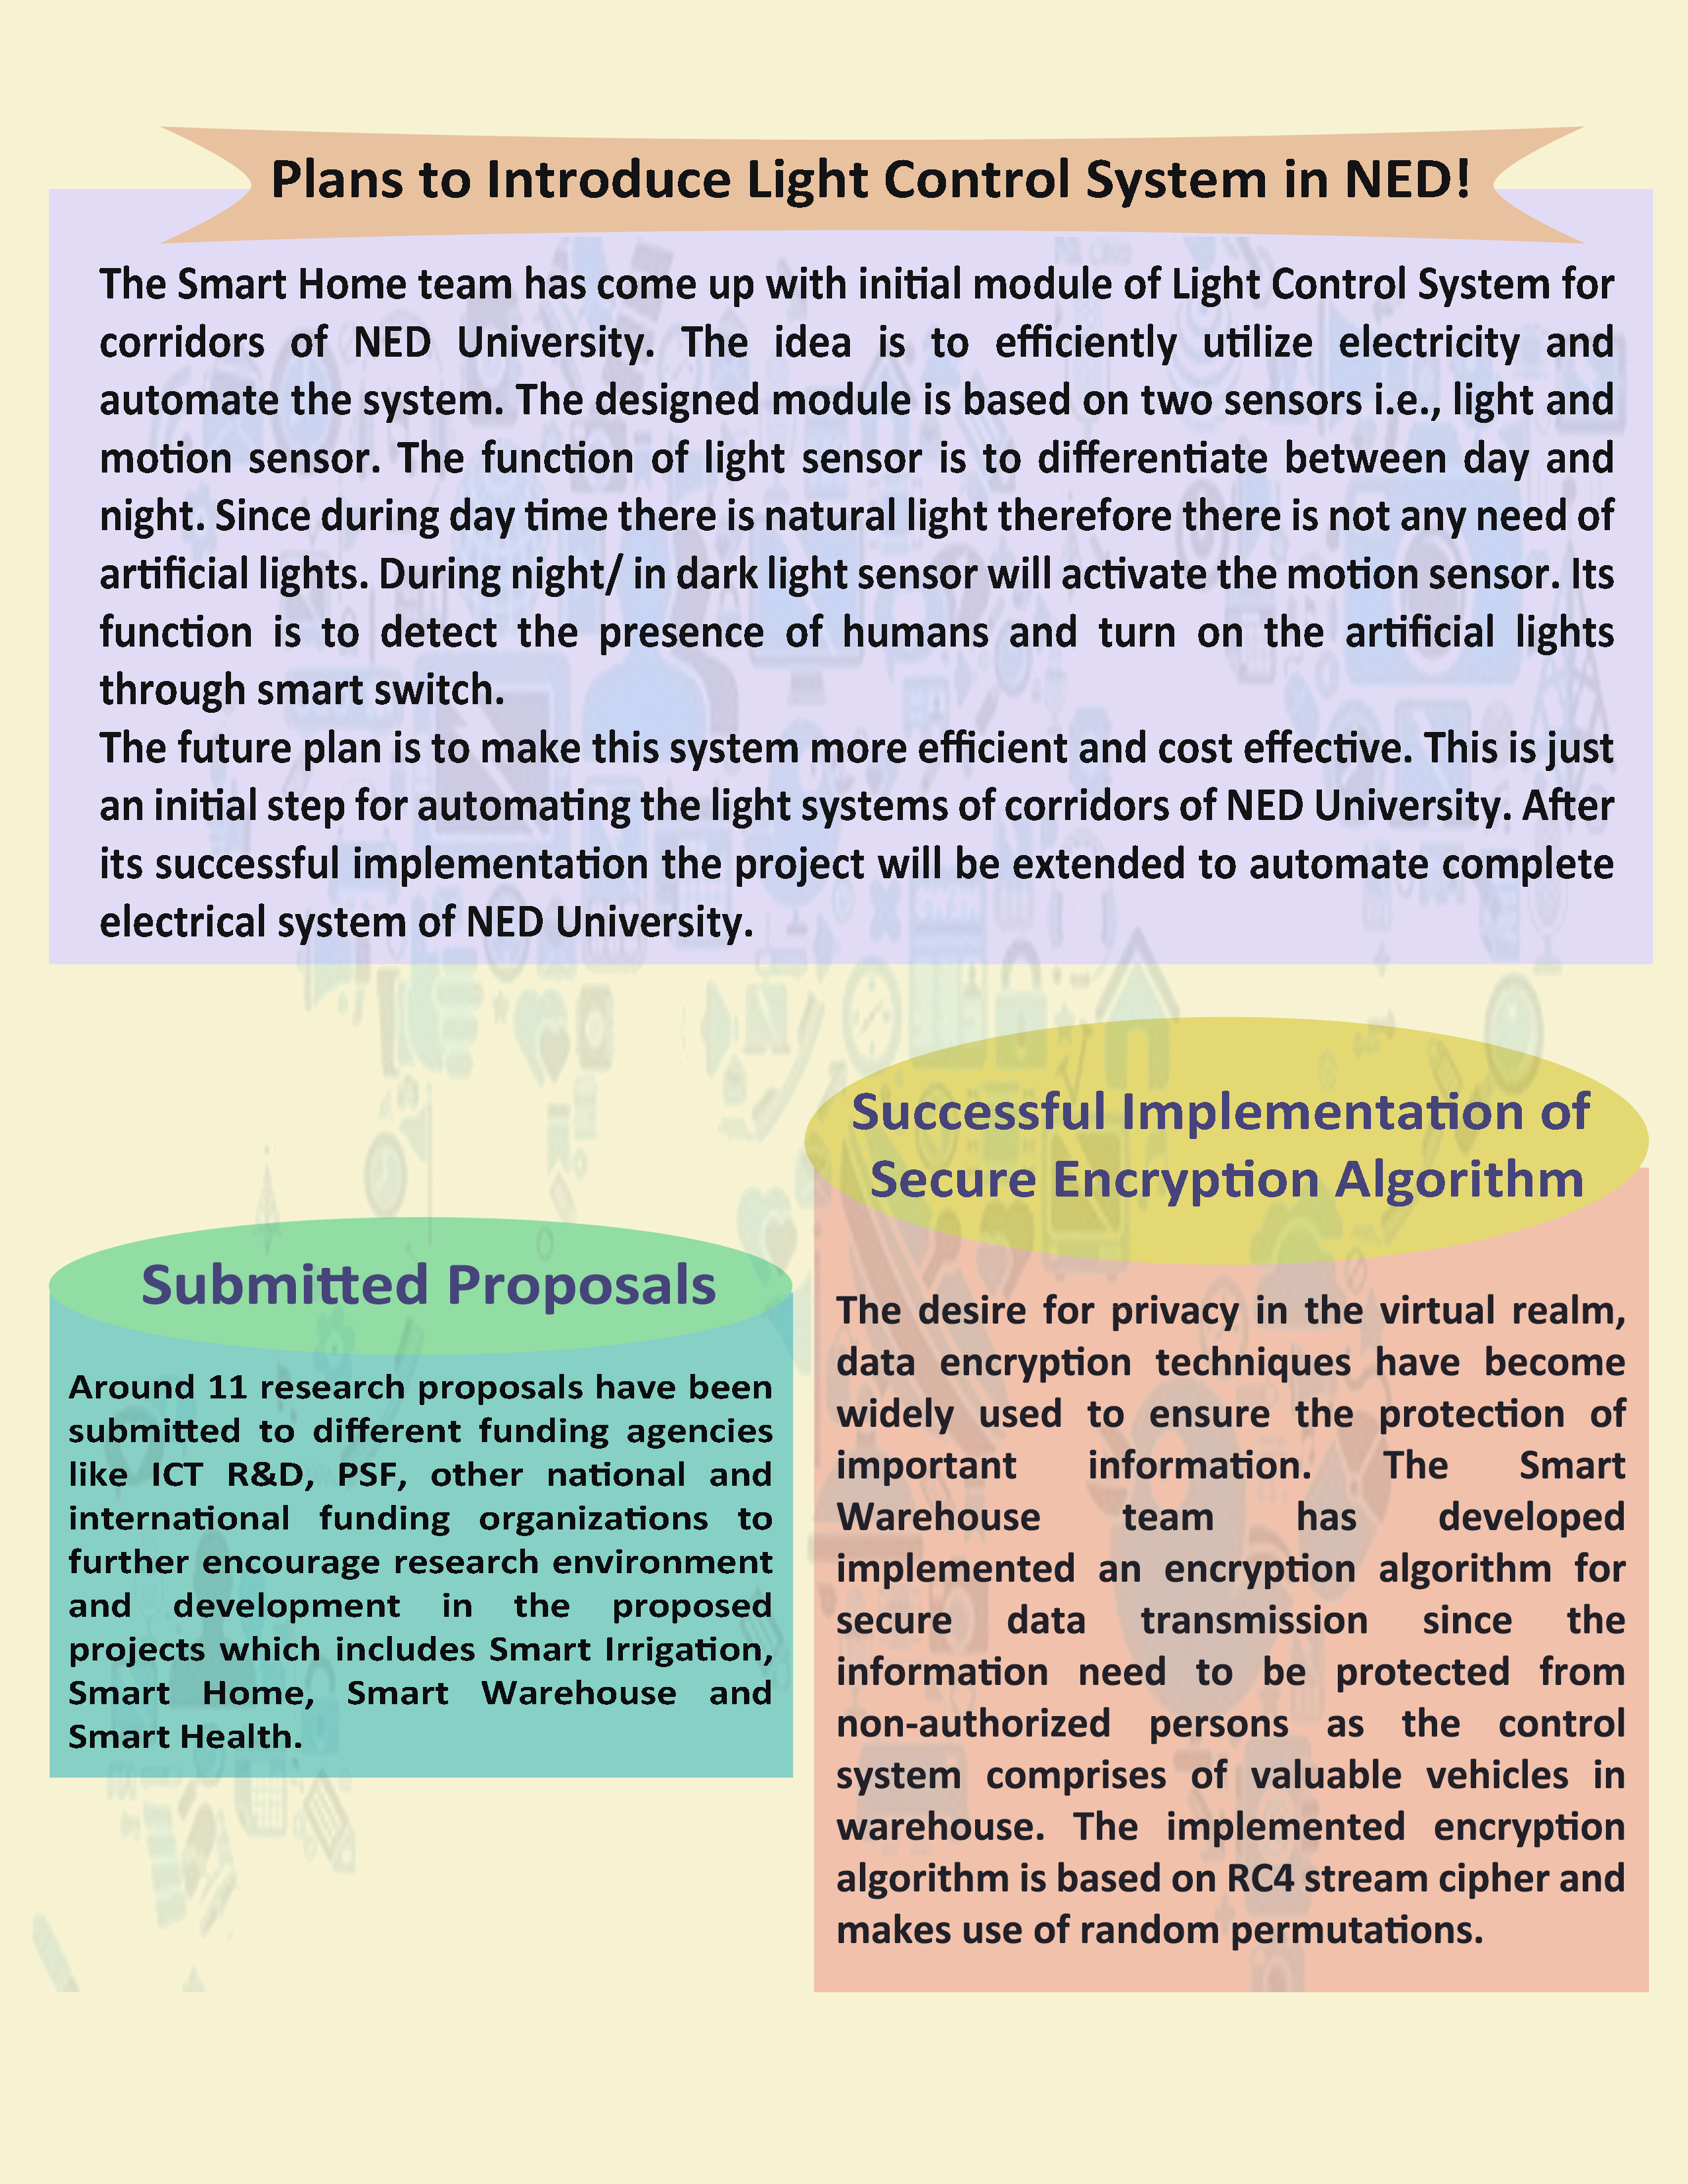 Plans to Introduce Light Control System in NED!
The Smart Home team has come up with initial module of Light Control System for
corridors of NED University. The idea is to efficiently utilize electricity and
automate the system. The designed module is based on two sensors i.e., light and
motion sensor. The function of light sensor is to differentiate between day and
night. Since during day time there is natural light therefore there is not any need of
artificial lights. During night/ in dark light sensor will activate the motion sensor. Its
function is to detect the presence of humans and turn on the artificial lights
through smart switch.
The future plan is to make this system more efficient and cost effective. This is just
an initial step for automating the light systems of corridors of NED University. After
its successful implementation the project will be extended to automate complete
electrical system of NED University.
Submitted Proposals
Around 11 research proposals have been
submitted to different funding agencies
like ICT R&D, PSF, other national and
international funding organizations to
further encourage research environment
and development in the proposed
projects which includes Smart Irrigation,
Smart Home, Smart Warehouse and
Smart Health.
Successful Implementation of
Secure Encryption Algorithm
The desire for privacy in the virtual realm,
data encryption techniques have become
widely used to ensure the protection of
important information. The Smart
Warehouse team has developed
implemented an encryption algorithm for
secure data transmission since the
information need to be protected from
non-authorized persons as the control
system comprises of valuable vehicles in
warehouse. The implemented encryption
algorithm is based on RC4 stream cipher and
makes use of random permutations.